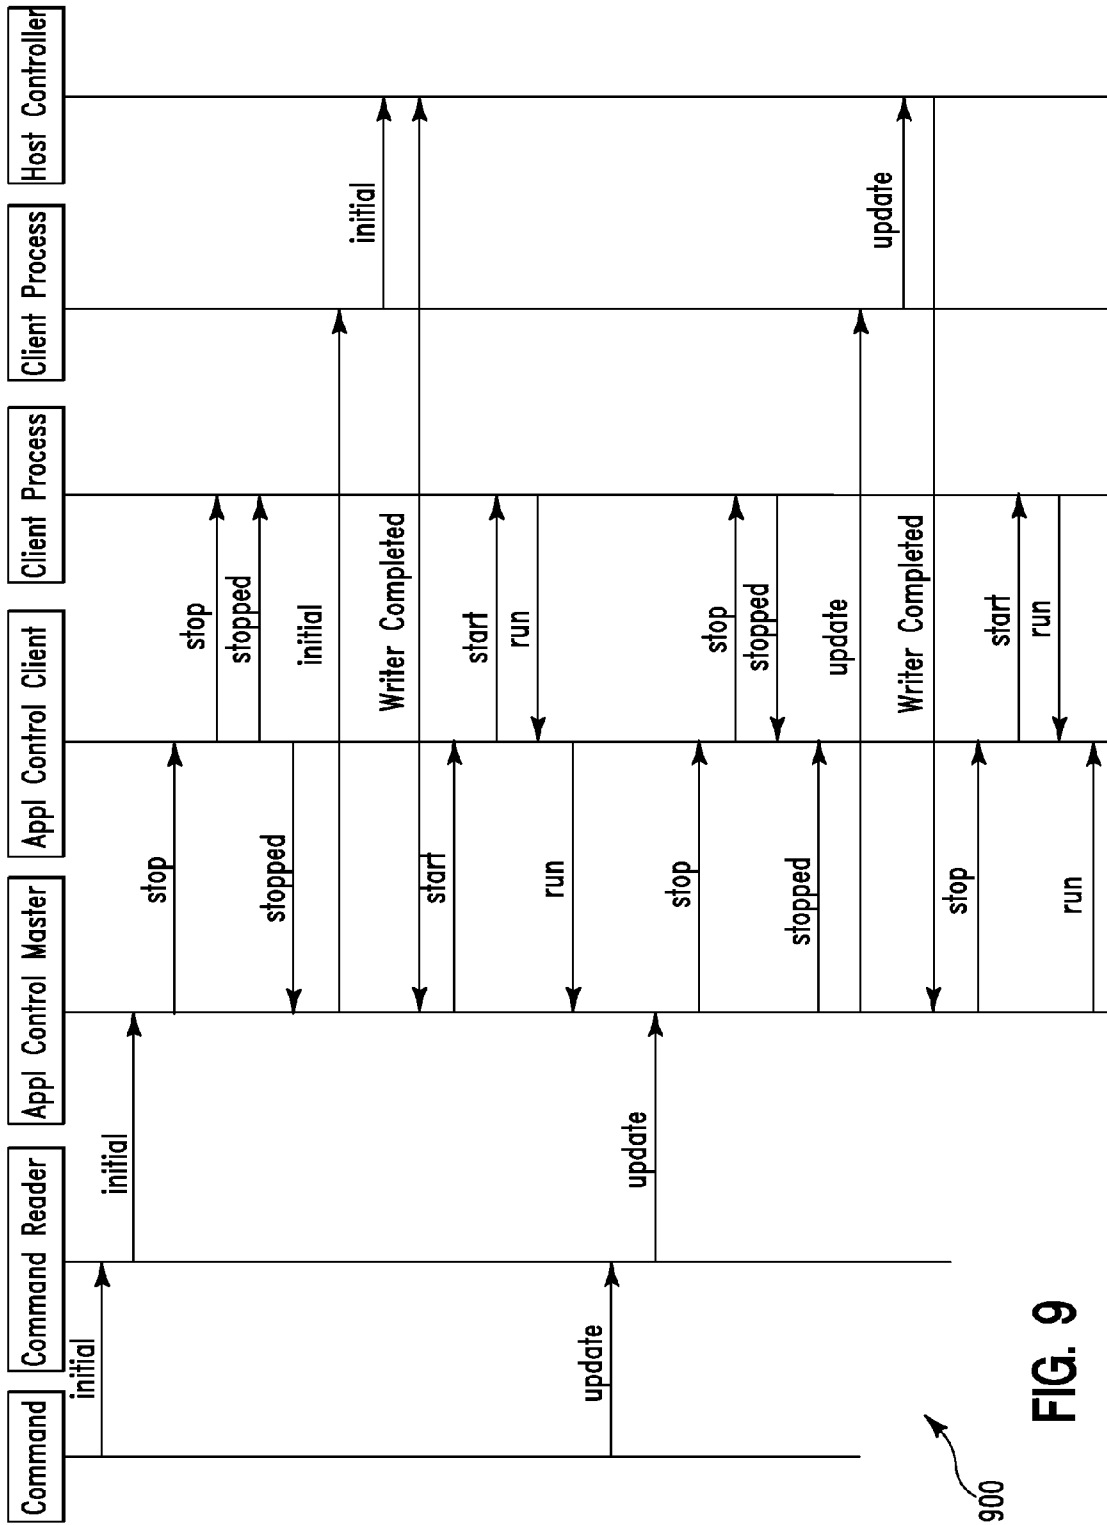 Command
Command Reader
Appl Control Master
Appl Control Client
Client Process
Client Process
Host Controller
initial
initial
stop
stop
stopped
stopped
initial
initial
Writer Completed
start
start
run
run
update
update
stop
stop
stopped
stopped
update
update
Writer Completed
stop
start
run
run
900
FIG. 9